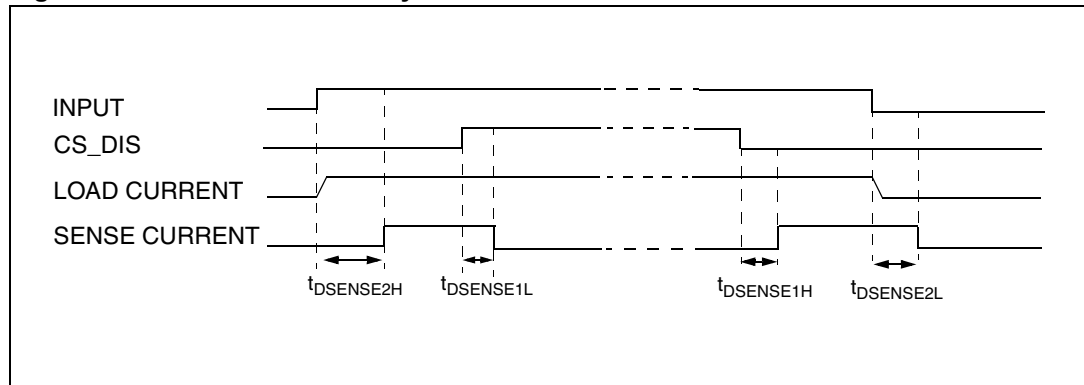 INPUT
CS_DIS
LOAD CURRENT
SENSE CURRENT
tDSENSE2H
tDSENSE1L
tDSENSE1H
tDSENSE2L